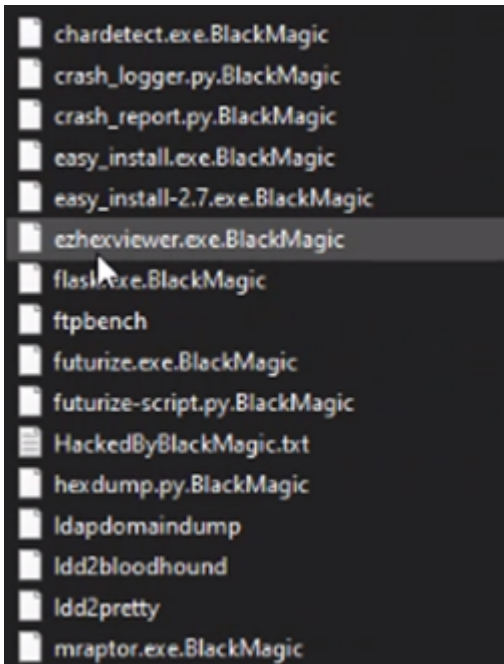 chardetect.exe.BlackMagic
crash_logger.py.BlackMagic
crash_report.py.BlackMagic
easy_install.exe.BlackMagic
easy_install-2.7.exe.BlackMagic
ezhexviewer.exe.BlackMagic
flask.exe.BlackMagic
ftpbench
futurize.exe.BlackMagic
futurize-script.py.BlackMagic
HackedByBlackMagic.txt
hexdump.py.BlackMagic
ldapdomaindump
ldd2bloodhound
ldd2pretty
mraptor.exe.BlackMagic